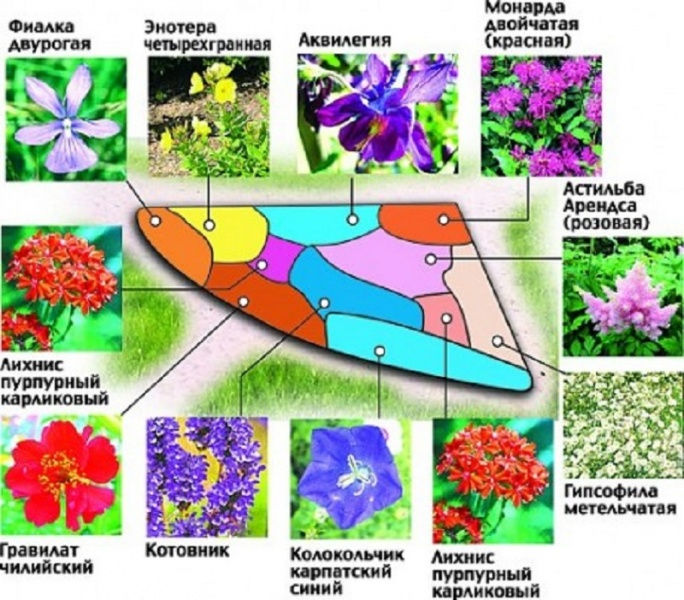 Фиалка
двурогая
Энотера
четырехгранная
Аквилегия
Монарда
двойчатая
(красная)
Астильба
Арендса
(розовая)
Лихнис
пурпурный
карликовый
Гипсофила
метельчатая
Гравилат
чилийский
Котовник
Колокольчик
карпатский
синий
Лихнис
пурпурный
карликовый